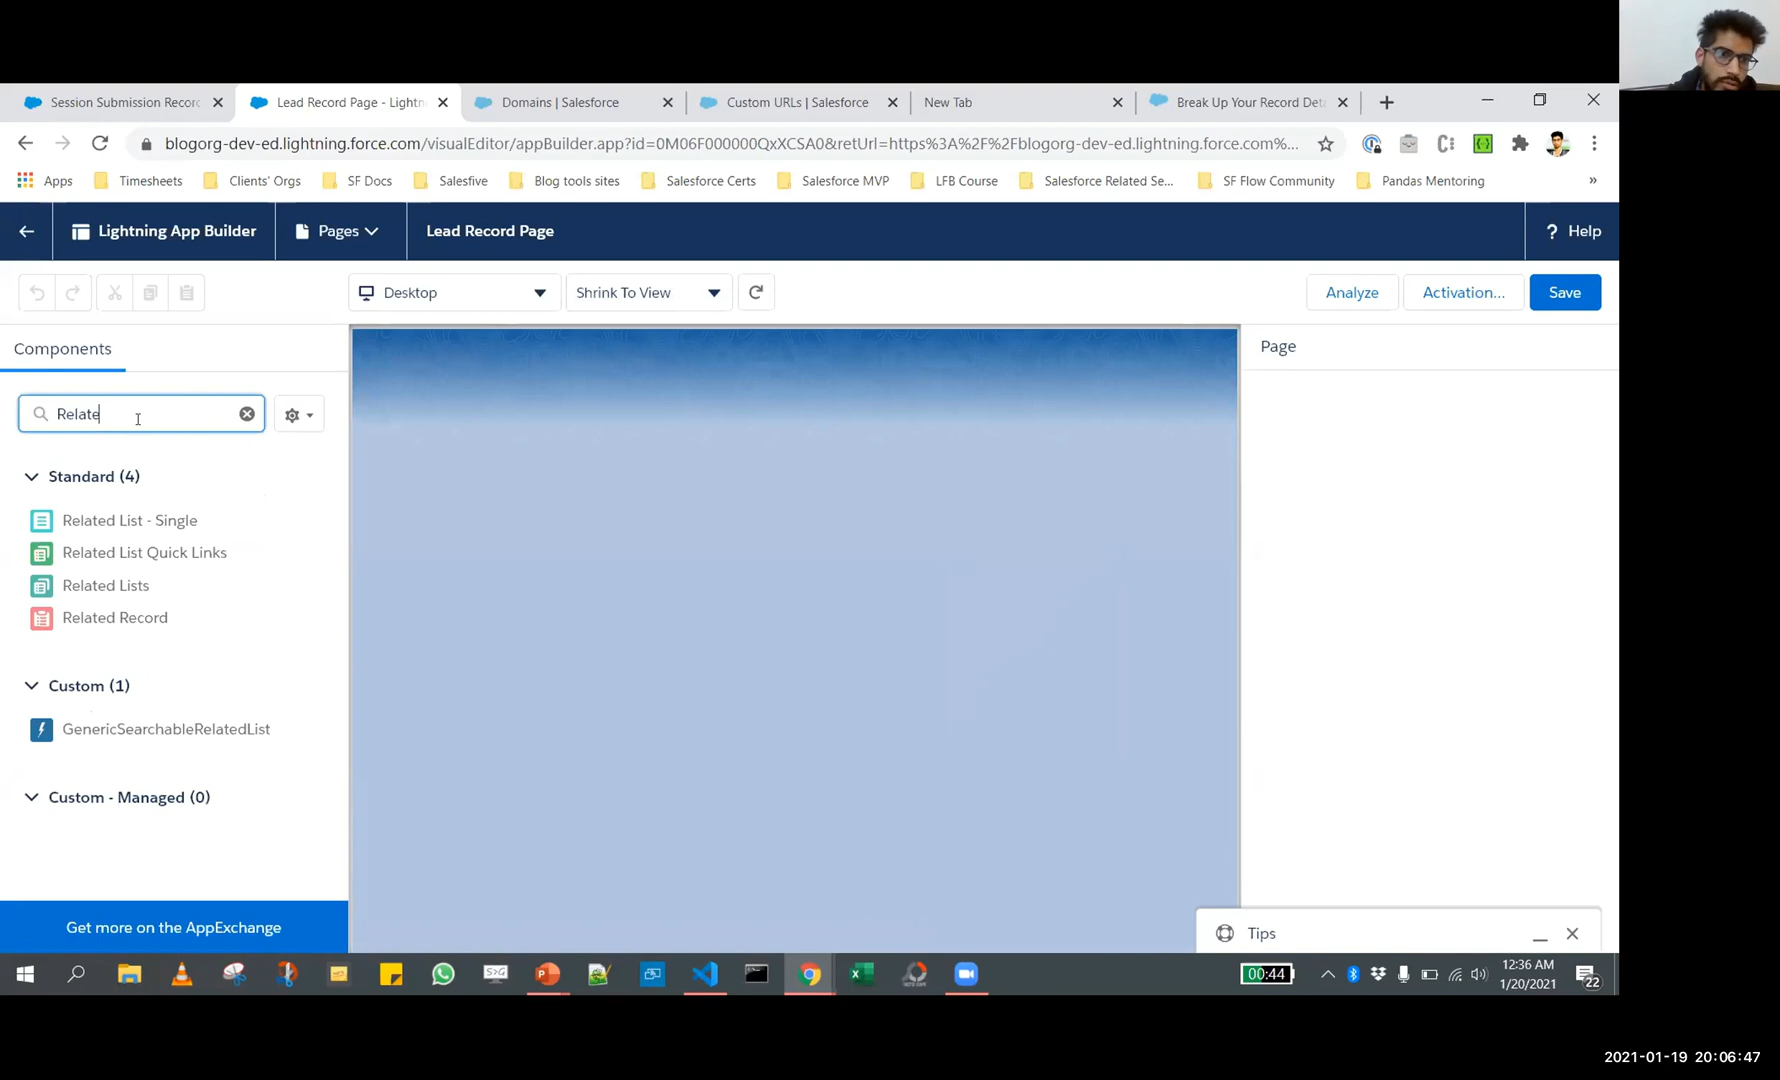 Session Submission Recorc
Lead Record Page - Lightn
Domains | Salesforce
Custom URLs | Salesforce
New Tab
Break Up Your Record Deta
blogorg-dev-ed.lightning.force.com/visualEditor/appBuilder.app?id=0M06F000000QxXCSA0&retUrl=https%3A%2F%2Fblogorg-dev-ed.lightning.force.com%...
Apps
Timesheets
Clients' Orgs
SF Docs
Salesfive
Blog tools sites
Salesforce Certs
Salesforce MVP
LFB Course
Salesforce Related Se...
SF Flow Community
Pandas Mentoring
»
Lightning App Builder
Pages
Lead Record Page
? Help
Desktop
Shrink To View
Analyze
Activation...
Save
Components
Page
Relate
Standard (4)
Related List - Single
Related List Quick Links
Related Lists
Related Record
Custom (1)
GenericSearchableRelatedList
Custom - Managed (0)
Get more on the AppExchange
Tips
00:44
12:36 AM
1/20/2021
22
2021-01-19 20:06:47